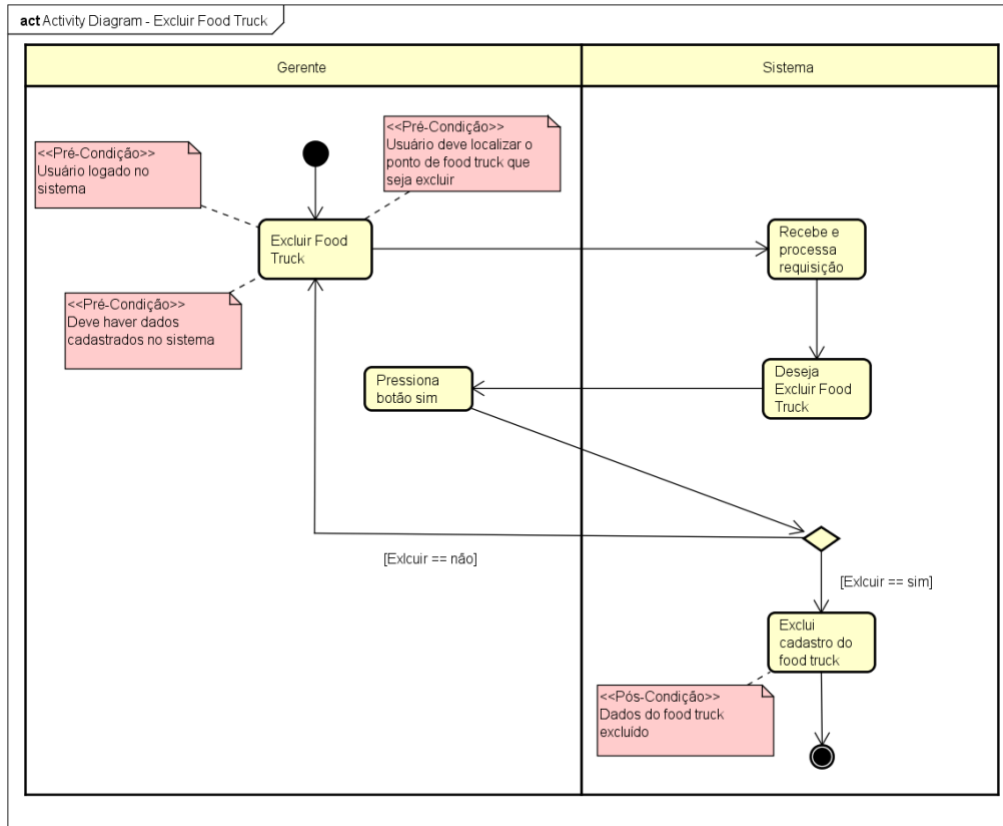 act Activity Diagram - Excluir Food Truck
Gerente
Sistema
<<Pré-Condição>>
Usuário logado no
sistema
<<Pré-Condição>>
Usuário deve localizar o
ponto de food truck que
seja excluir
Excluir Food
Truck
Recebe e
processa
requisição
<<Pré-Condição>>
Deve haver dados
cadastrados no sistema
Pressiona
botão sim
Deseja
Excluir Food
Truck
[Exlcuir == não]
[Exlcuir == sim]
Exclui
cadastro do
food truck
<<Pós-Condição>>
Dados do food truck
excluído